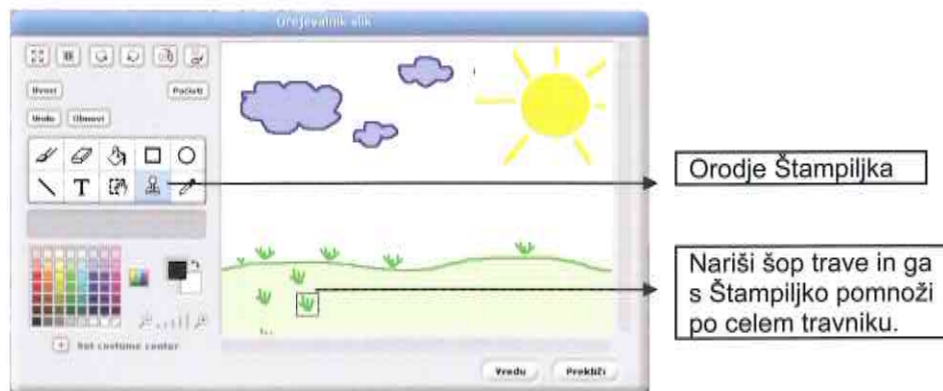 Urejevalnik slik
Uvozi
Počisti
Undo
Obnovi
T
Orodje Štampiljka
Nariši šop trave in ga
s Štampiljko pomnoži
po celem travniku.
Set costume center
Vredu
Prekliči